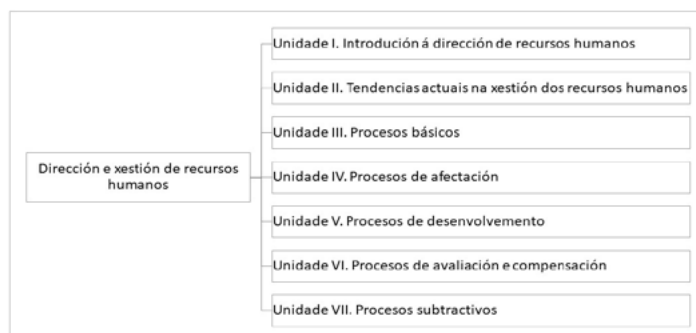 Dirección e xestión de recursos
humanos
Unidade I. Introdución á dirección de recursos humanos
Unidade II. Tendencias actuais na xestión dos recursos humanos
Unidade III. Procesos básicos
Unidade IV. Procesos de afectación
Unidade V. Procesos de desenvolvemento
Unidade VI. Procesos de avaliación e compensación
Unidade VII. Procesos subtractivos